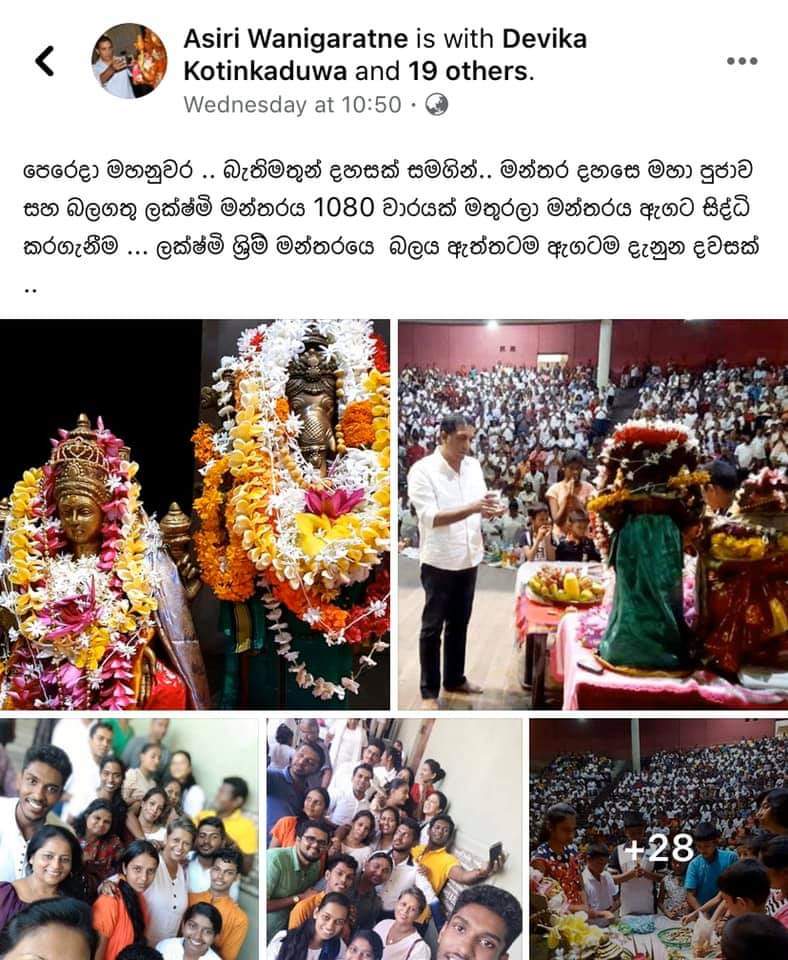 Asiri Wanigaratne is with Devika
Kotinkaduwa and 19 others.
Wednesday at 10:50 ·
පෙරෙදා මහනුවර .. බැතිමතුන් දහසක් සමගින්.. මන්තර දහසෙ මහා පුජාව
සහ බලගතු ලක්ෂ්මි මන්තරය 1080 වාරයක් මතුරලා මන්තරය ඇගට සිද්ධි
කරගැනීම ... ලක්ෂ්මි ශ්‍රිම් මන්තරයෙ බලය ඇත්තටම ඇගටම දැනුන දවසක්
..
+28